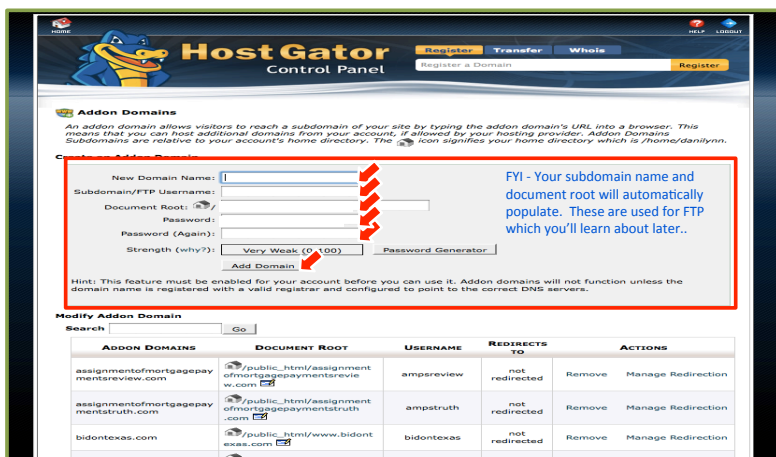 HOME
HELP LOGOUT
Host Gator
Control Panel
Register Transfer Whois
Register a Domain Register
Addon Domains
An addon domain allows visitors to reach a subdomain of your site by typing the addon domain's URL into a browser. This
means that you can host additional domains from your account, if allowed by your hosting provider. Addon Domains
Subdomains are relative to your account's home directory. The icon signifies your home directory which is /home/danilynn.
Create an Addon Domain
New Domain Name:
Subdomain/FTP Username:
Document Root: /
Password:
Password (Again):
Strength (why?): Very Weak (0/100) Password Generator
Add Domain
FYI - Your subdomain name and
document root will automatically
populate. These are used for FTP
which you'll learn about later..
Hint: This feature must be enabled for your account before you can use it. Addon domains will not function unless the
domain name is registered with a valid registrar and configured to point to the correct DNS servers.
Modify Addon Domain
Search Go
ADDON DOMAINS DOCUMENT ROOT USERNAME REDIRECTS TO ACTIONS
assignmentofmortgagepay
mentsreview.com
/public_html/assignment
ofmortgagepaymentsrevie
w.com
ampsreview
not
redirected
Remove Manage Redirection
assignmentofmortgagepay
mentstruth.com
/public_html/assignment
ofmortgagepaymentstruth
.com
ampstruth
not
redirected
Remove Manage Redirection
bidontexas.com
/public_html/www.bidont
exas.com
bidontexas
not
redirected
Remove Manage Redirection